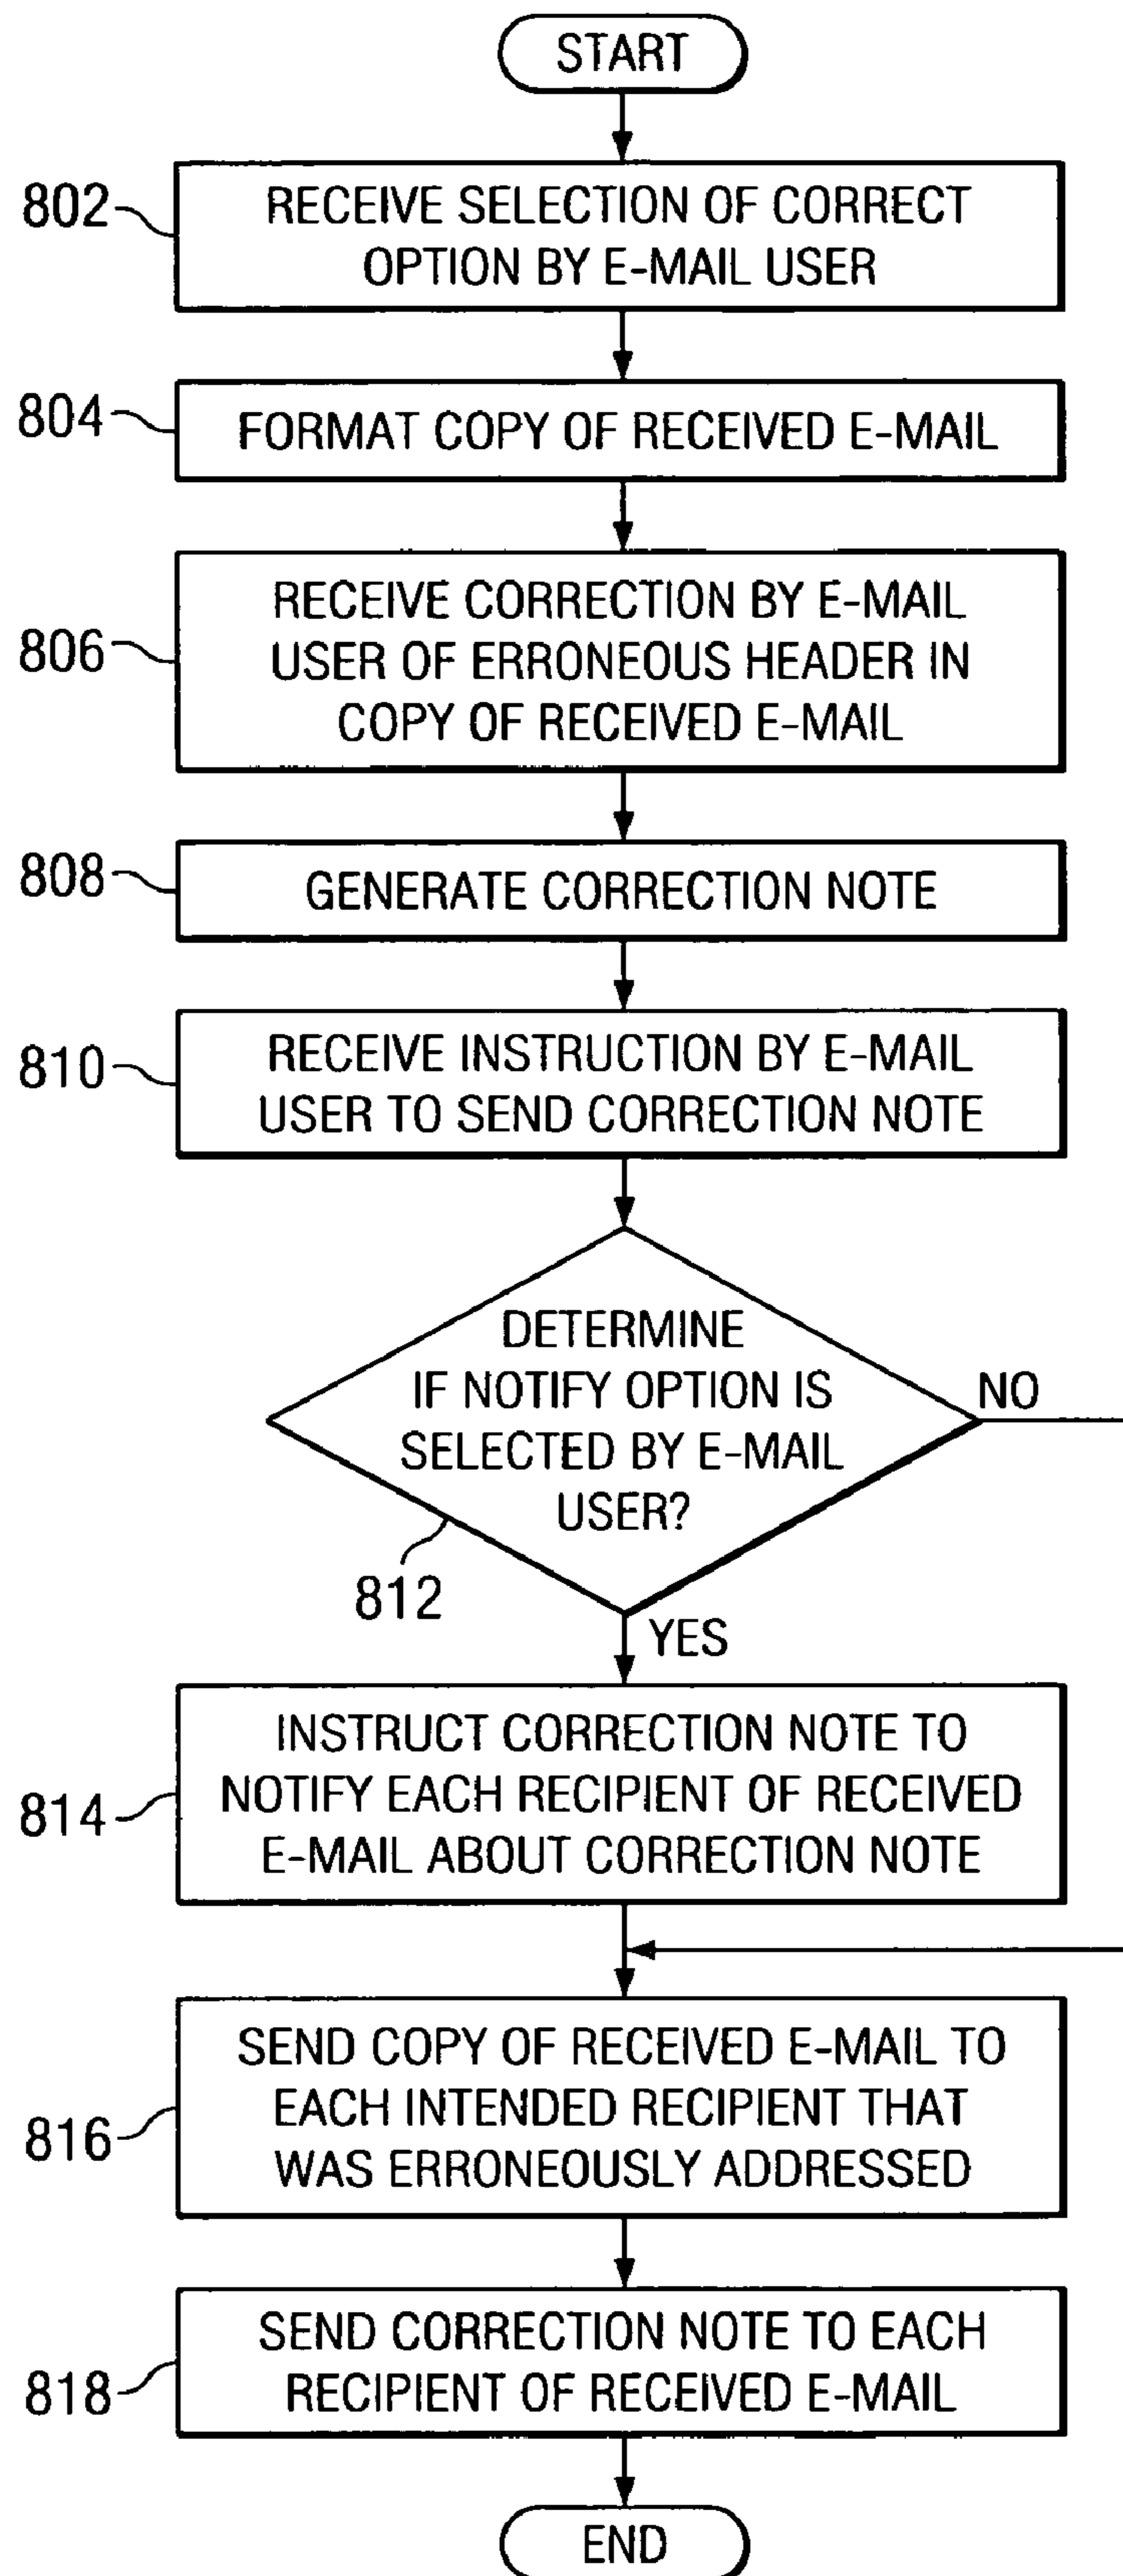 START
802
RECEIVE SELECTION OF CORRECT
OPTION BY E-MAIL USER
804
FORMAT COPY OF RECEIVED E-MAIL
806
RECEIVE CORRECTION BY E-MAIL
USER OF ERRONEOUS HEADER IN
COPY OF RECEIVED E-MAIL
808
GENERATE CORRECTION NOTE
810
RECEIVE INSTRUCTION BY E-MAIL
USER TO SEND CORRECTION NOTE
DETERMINE
IF NOTIFY OPTION IS
SELECTED BY E-MAIL
USER?
NO
812
YES
814
INSTRUCT CORRECTION NOTE TO
NOTIFY EACH RECIPIENT OF RECEIVED
E-MAIL ABOUT CORRECTION NOTE
816
SEND COPY OF RECEIVED E-MAIL TO
EACH INTENDED RECIPIENT THAT
WAS ERRONEOUSLY ADDRESSED
818
SEND CORRECTION NOTE TO EACH
RECIPIENT OF RECEIVED E-MAIL
END